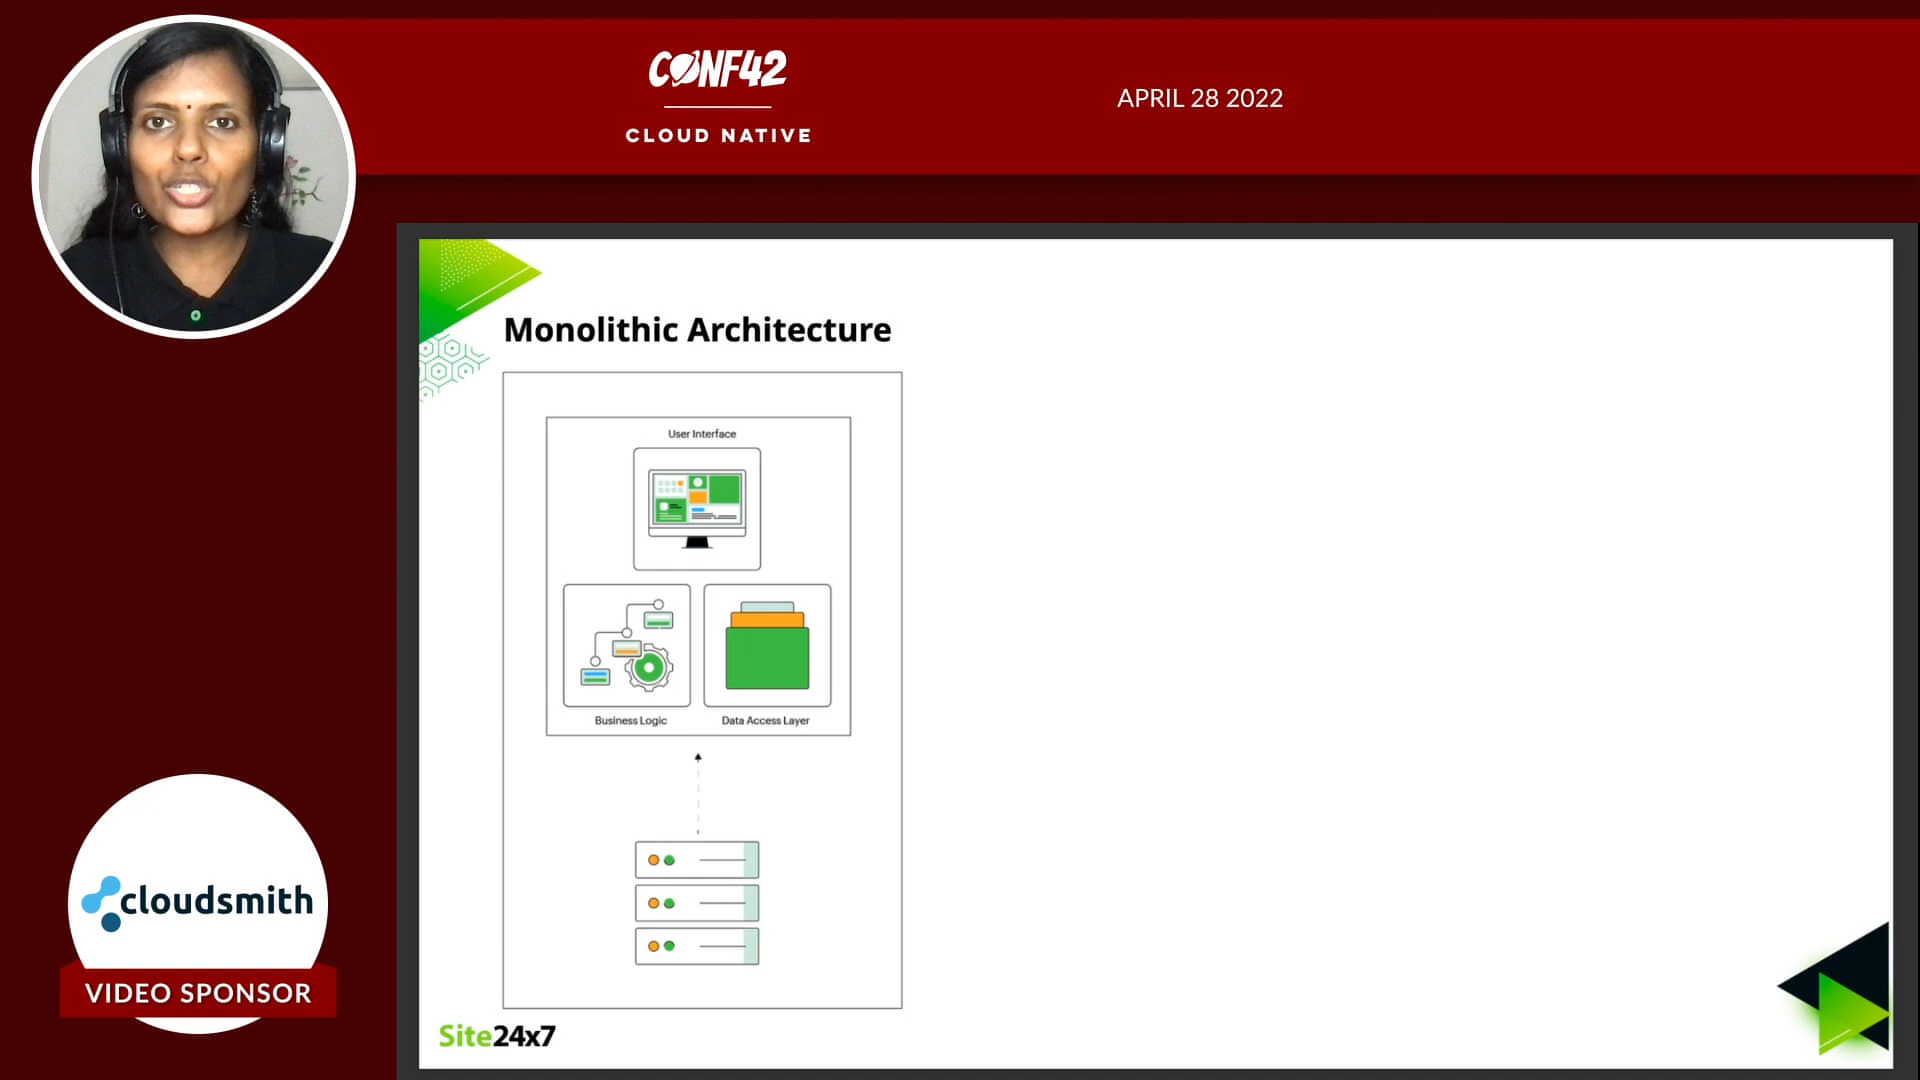 CONF42
CLOUD NATIVE
APRIL 28 2022
Monolithic Architecture
User Interface
Business Logic
Data Access Layer
Site24x7
cloudsmith
VIDEO SPONSOR